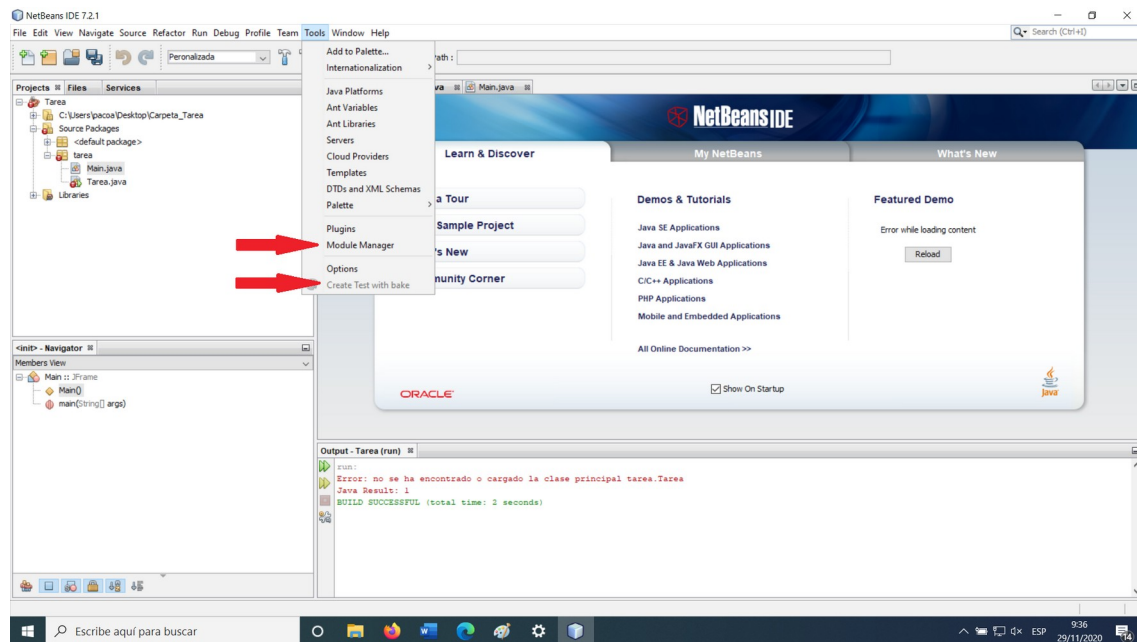 NetBeans IDE 7.2.1
File Edit View Navigate Source Refactor Run Debug Profile Team Tools Window Help
Search (Ctrl+I)
Peronalizada
Path :
Projects Files Services
Tarea
C:\Users\pacoa\Desktop\Carpeta_Tarea
Source Packages
<default package>
tarea
Main.java
Tarea.java
Libraries
Add to Palette...
Internationalization
Java Platforms
Ant Variables
Ant Libraries
Servers
Cloud Providers
Templates
DTDs and XML Schemas
Palette
Plugins
Module Manager
Options
Create Test with bake
Main.java
NetBeans IDE
Learn & Discover
My NetBeans
What's New
a Tour
Sample Project
's New
munity Corner
Demos & Tutorials
Java SE Applications
Java and JavaFX GUI Applications
Java EE & Java Web Applications
C/C++ Applications
PHP Applications
Mobile and Embedded Applications
All Online Documentation >>
Featured Demo
Error while loading content
Reload
ORACLE
Show On Startup
Java
<init> - Navigator
Members View
Main :: JFrame
Main()
main(String[] args)
Output - Tarea (run)
run:
Error: no se ha encontrado o cargado la clase principal tarea.Tarea
Java Result: 1
BUILD SUCCESSFUL (total time: 2 seconds)
Escribe aquí para buscar
ESP
9:36
29/11/2020
14